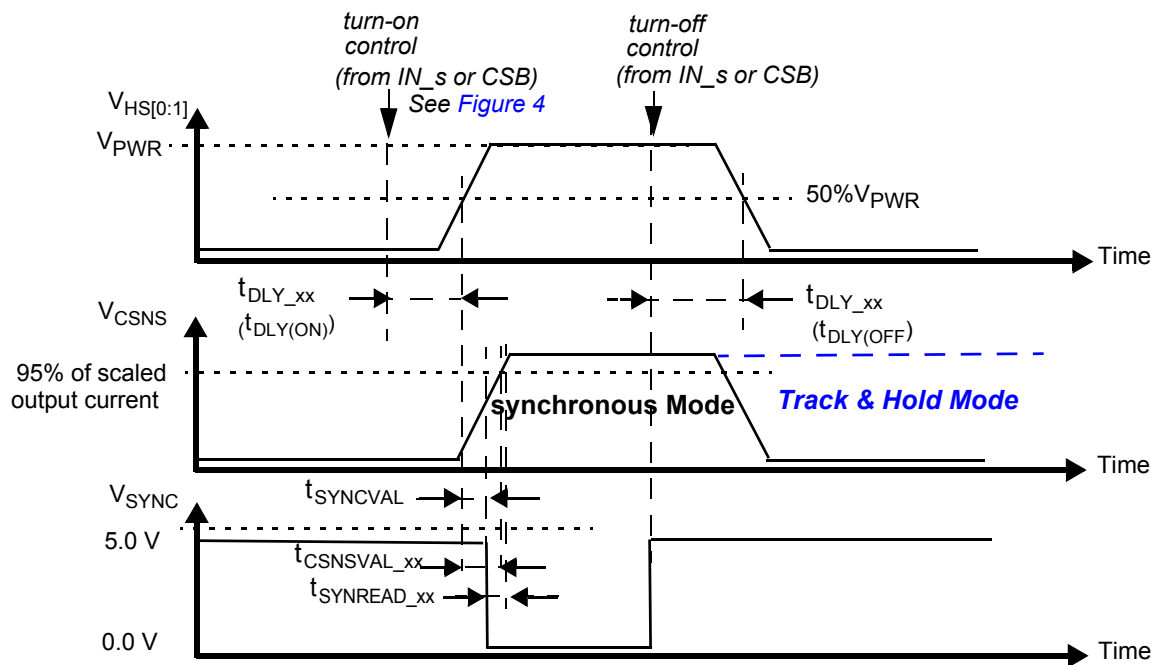 turn-on
control
(from IN_s or CSB)
See Figure 4
turn-off
control
(from IN_s or CSB)
VHS[0:1]
VPWR
50%VPWR
Time
tDLY_xx
(tDLY(ON))
tDLY_xx
(tDLY(OFF)
VCSNS
95% of scaled
output current
synchronous Mode
Track & Hold Mode
Time
tSYNCVAL
VSYNC
5.0 V
tCSNSVAL_xx
tSYNREAD_xx
0.0 V
Time